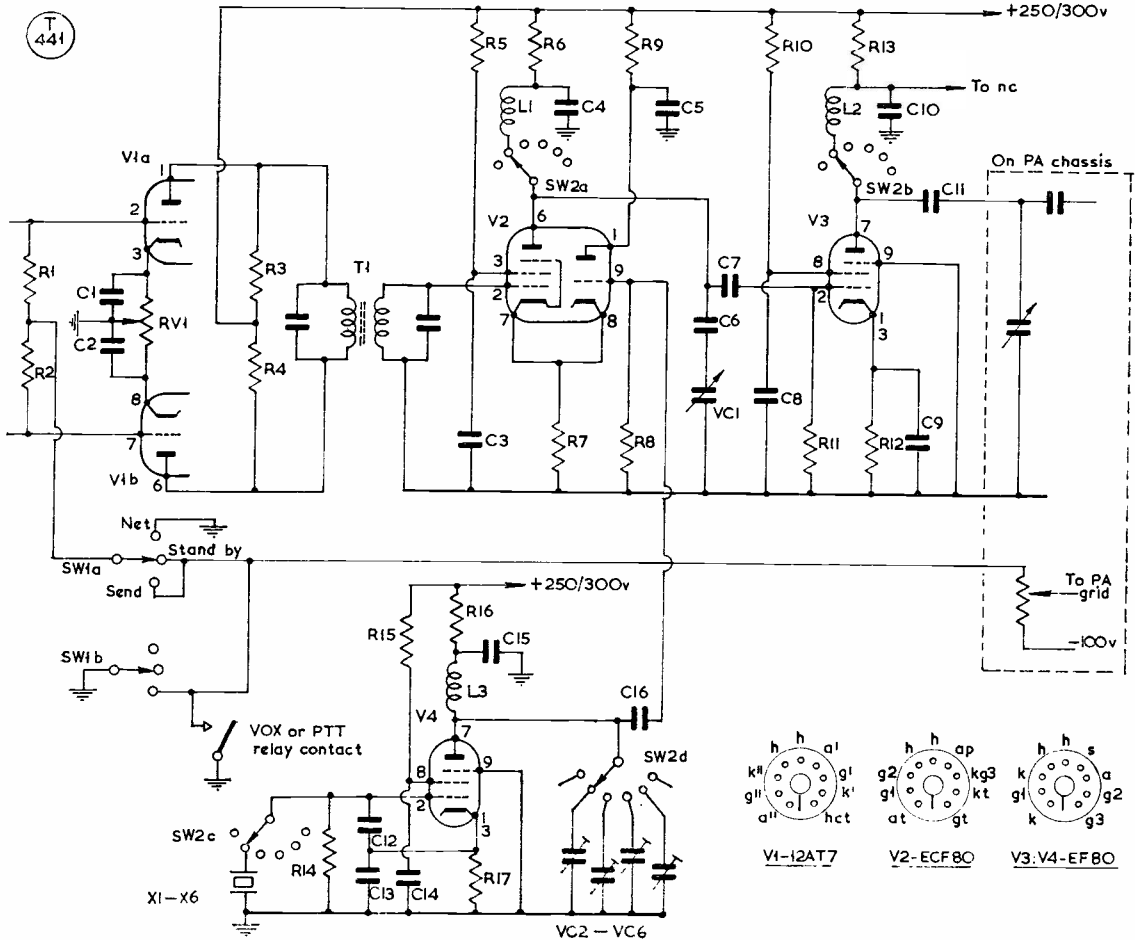 T
441
+250/300v
R5
R6
R9
R10
R13
To nc
L1
C4
C5
L2
C10
On PA chassis
V1a
1
SW2a
SW2b
C11
2
V2
6
1
V3
7
3
R3
T1
3
9
C7
8
9
R1
C1
2
2
RV1
7
8
C6
1
C2
3
R2
R4
8
VC1
C8
C9
7
C3
R7
R8
R11
R12
V1b
6
Net
Stand by
SW1a
Send
+250/300v
To PA
grid
R16
R15
C15
-100v
SW1b
L3
C16
V4
7
VOX or PTT
relay contact
8
9
SW2d
2
1
3
SW2c
C12
R14
C13
C14
R17
X1-X6
VC2 - VC6
h
h
a'
k"
g'
g"
k'
a"
hct
V1-12AT7
h
h
ap
g2
kg3
g1
kt
at
gt
V2-ECF80
h
h
s
k
a
g1
g2
k
g3
V3:V4-EF80